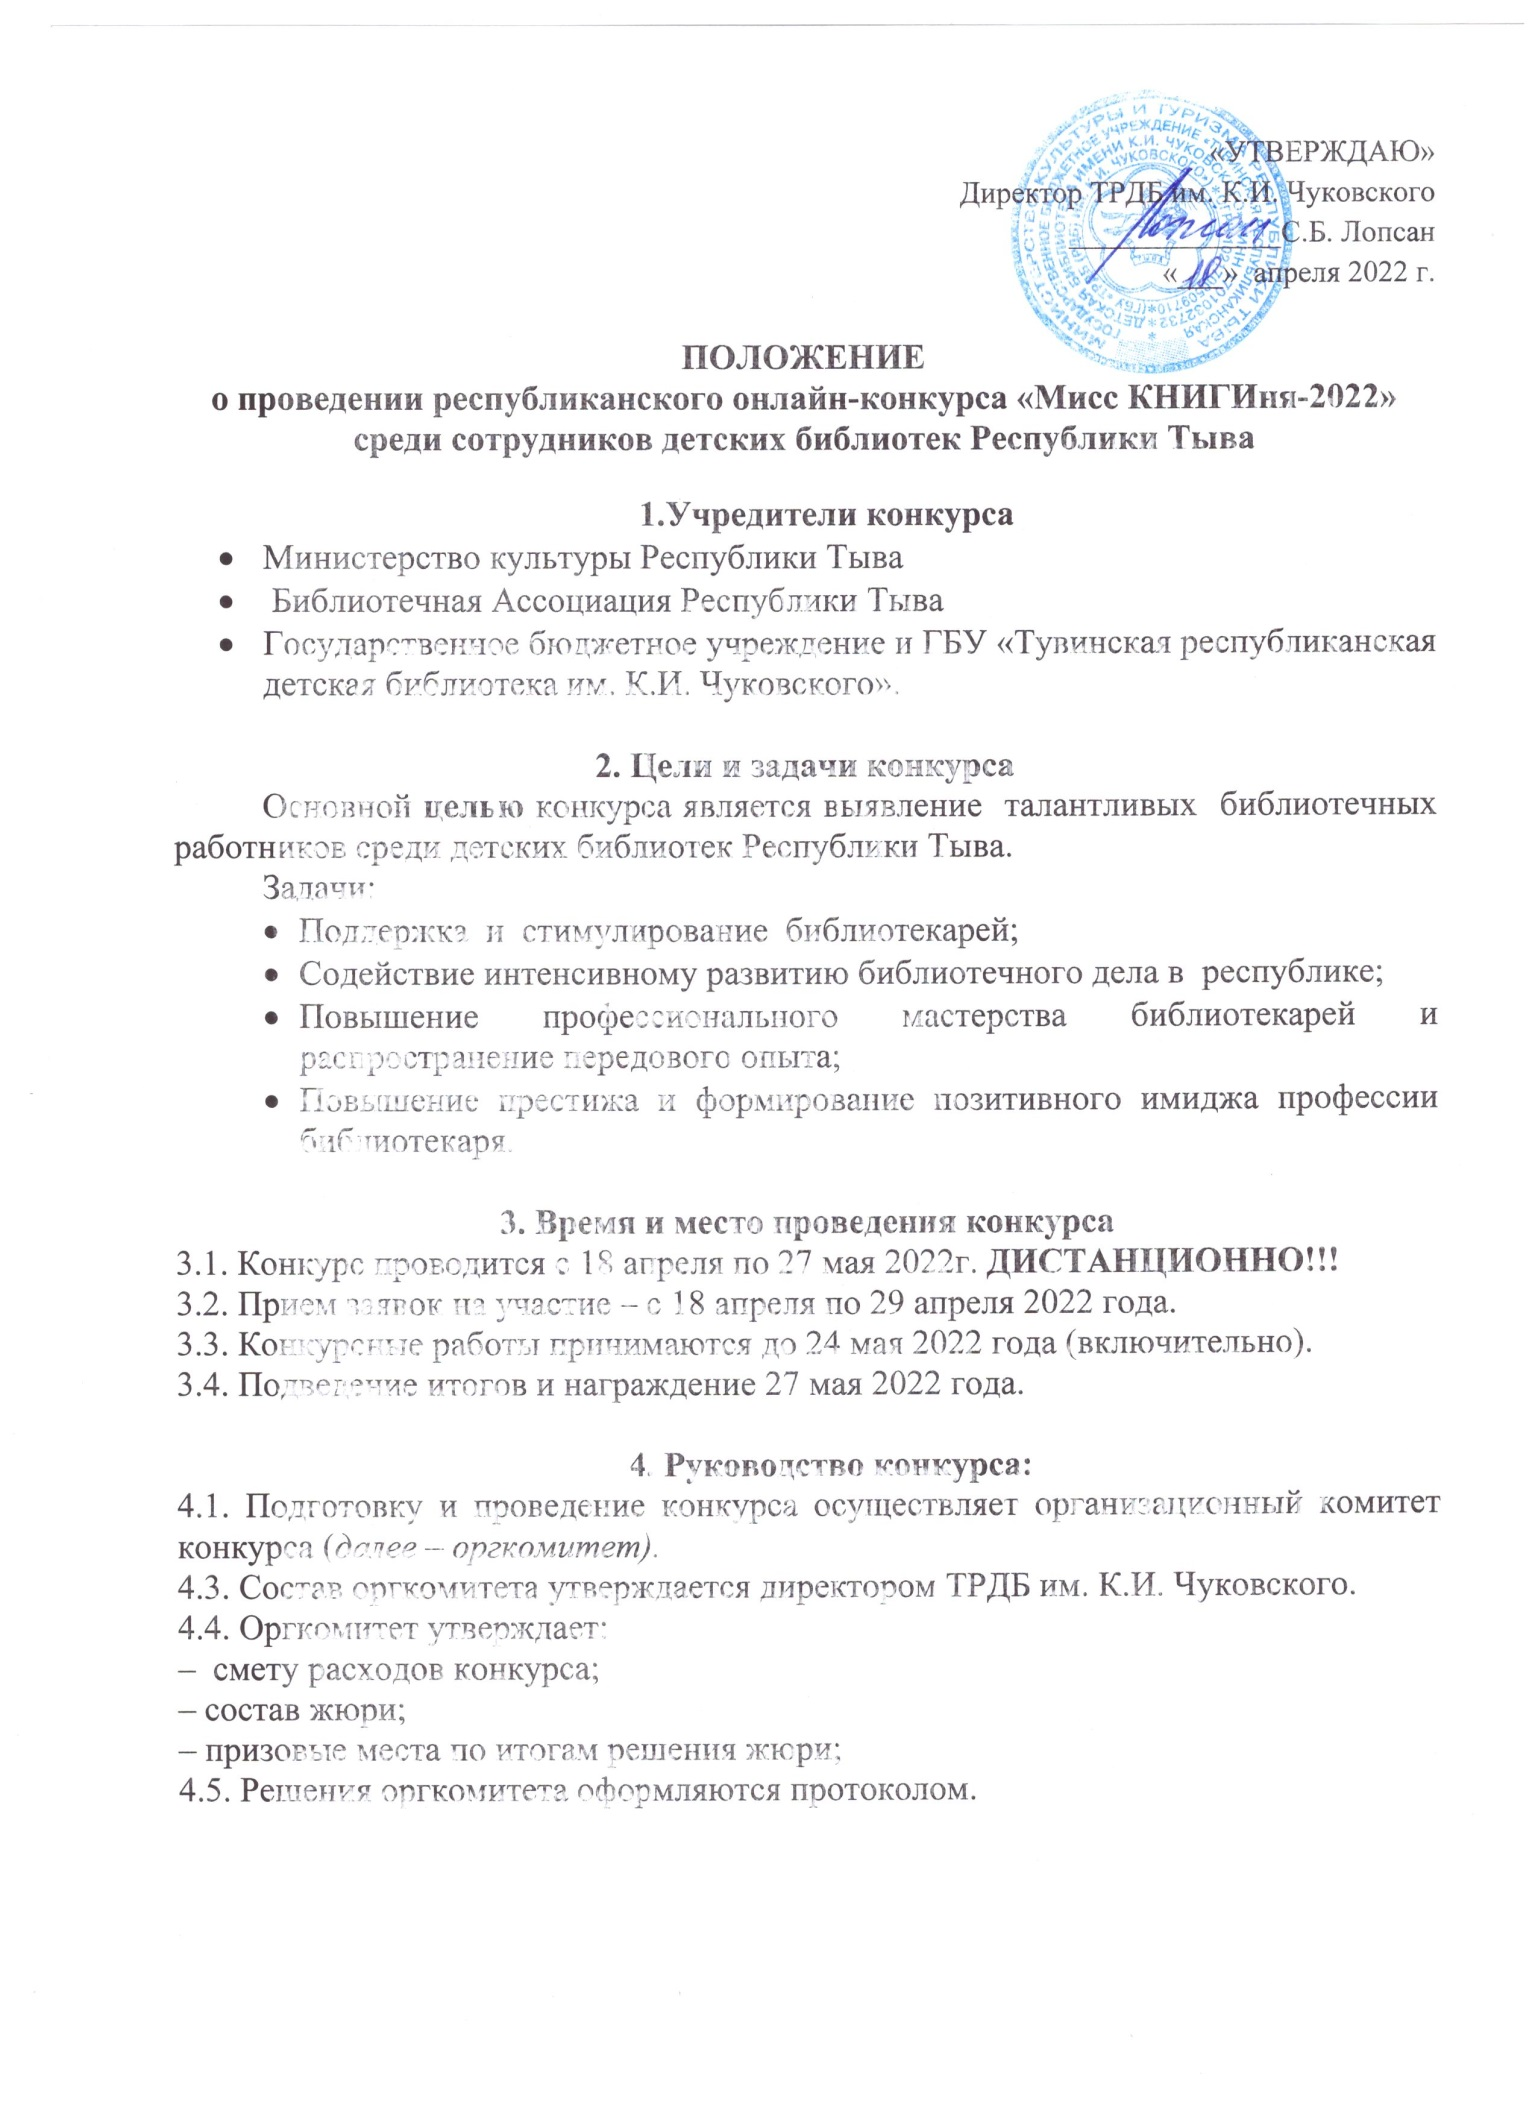 «УТВЕРЖДАЮ»
Директор ТРДБ им. К.И. Чуковского
С.Б. Лопсан
«18» апреля 2022 г.
ПОЛОЖЕНИЕ
о проведении республиканского онлайн-конкурса «Мисс КНИГИня-2022»
среди сотрудников детских библиотек Республики Тыва
1.Учредители конкурса
• Министерство культуры Республики Тыва
• Библиотечная Ассоциация Республики Тыва
• Государственное бюджетное учреждение и ГБУ «Тувинская республиканская
детская библиотека им. К.И. Чуковского».
2. Цели и задачи конкурса
Основной целью конкурса является выявление талантливых библиотечных
работников среди детских библиотек Республики Тыва.
Задачи:
• Поддержка и стимулирование библиотекарей;
• Содействие интенсивному развитию библиотечного дела в республике;
• Повышение профессионального мастерства библиотекарей и
распространение передового опыта;
• Повышение престижа и формирование позитивного имиджа профессии
библиотекаря.
3. Время и место проведения конкурса
3.1. Конкурс проводится с 18 апреля по 27 мая 2022г. ДИСТАНЦИОННО!!!
3.2. Прием заявок на участие – с 18 апреля по 29 апреля 2022 года.
3.3. Конкурсные работы принимаются до 24 мая 2022 года (включительно).
3.4. Подведение итогов и награждение 27 мая 2022 года.
4. Руководство конкурса:
4.1. Подготовку и проведение конкурса осуществляет организационный комитет
конкурса (далее – оргкомитет).
4.3. Состав оргкомитета утверждается директором ТРДБ им. К.И. Чуковского.
4.4. Оргкомитет утверждает:
– смету расходов конкурса;
– состав жюри;
– призовые места по итогам решения жюри;
4.5. Решения оргкомитета оформляются протоколом.